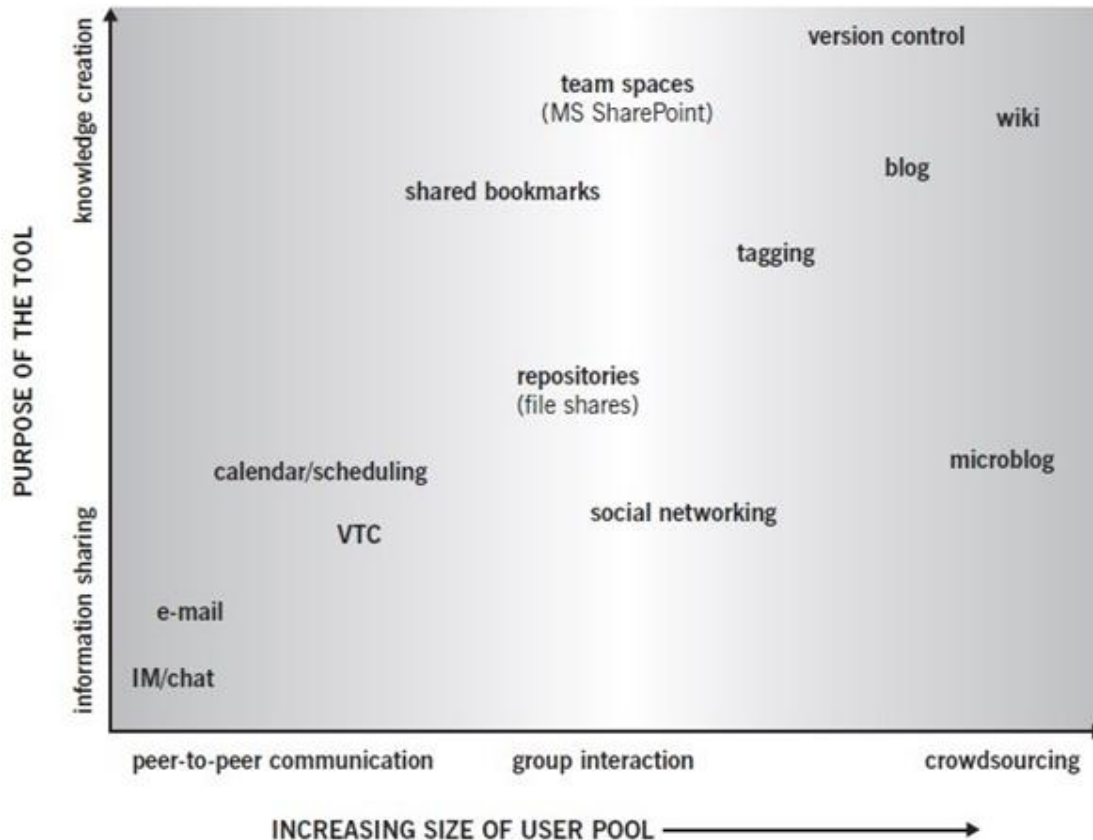 PURPOSE OF THE TOOL
knowledge creation
information sharing
version control
team spaces
(MS SharePoint)
wiki
blog
shared bookmarks
tagging
repositories
(file shares)
calendar/scheduling
microblog
social networking
VTC
e-mail
IM/chat
peer-to-peer communication
group interaction
crowdsourcing
INCREASING SIZE OF USER POOL